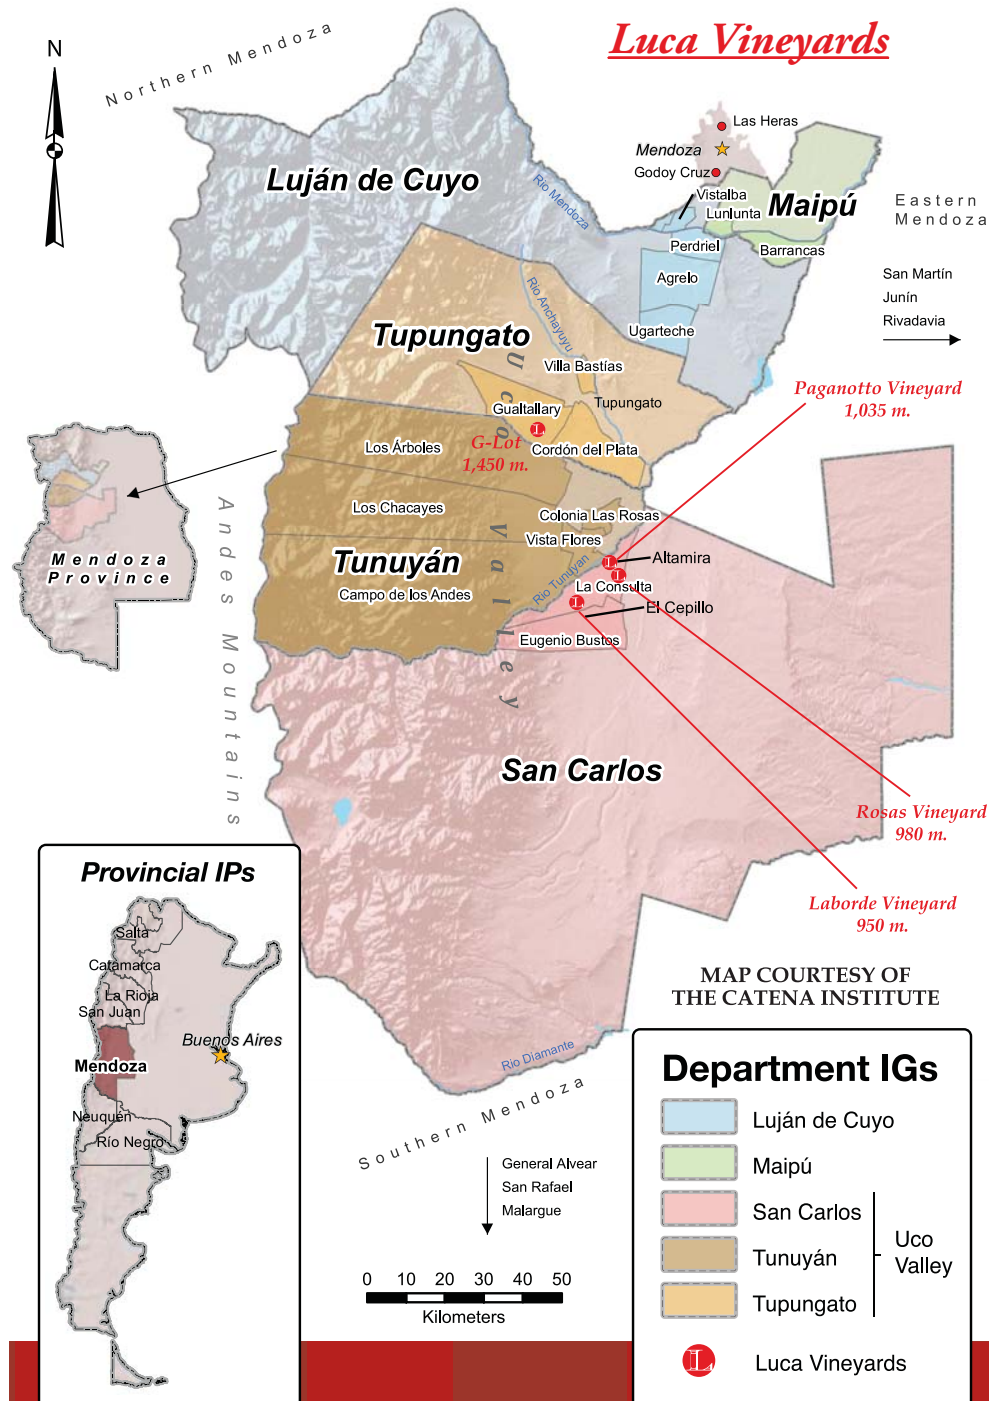 Luca Vineyards
N
Northern Mendoza
Las Heras
Mendoza
Godoy Cruz
Vistalba
Lunlunta
Maipú
Luján de Cuyo
Rio Mendoza
Perdriel
Barrancas
Eastern
Mendoza
Agrelo
San Martín
Junín
Rivadavia
Rio Anchayuyu
Ugarteche
Tupungato
Villa Bastías
Paganotto Vineyard
1,035 m.
Tupungato
Gualtallary
G-Lot
1,450 m.
Cordón del Plata
Los Árboles
Uco Valley
Los Chacayes
Colonia Las Rosas
Vista Flores
Tunuyán
Altamira
Rio Tunuyan
La Consulta
Campo de los Andes
El Cepillo
Eugenio Bustos
Mendoza
Province
Andes Mountains
San Carlos
Rosas Vineyard
980 m.
Laborde Vineyard
950 m.
MAP COURTESY OF
THE CATENA INSTITUTE
Rio Diamante
Southern Mendoza
General Alvear
San Rafael
Malargue
0 10 20 30 40 50
Kilometers
Provincial IPs
Salta
Catamarca
La Rioja
San Juan
Buenos Aires
Mendoza
Neuquén
Río Negro
Department IGs
Luján de Cuyo
Maipú
San Carlos
Tunuyán
Tupungato
Uco
Valley
L
Luca Vineyards
L
L
L
L